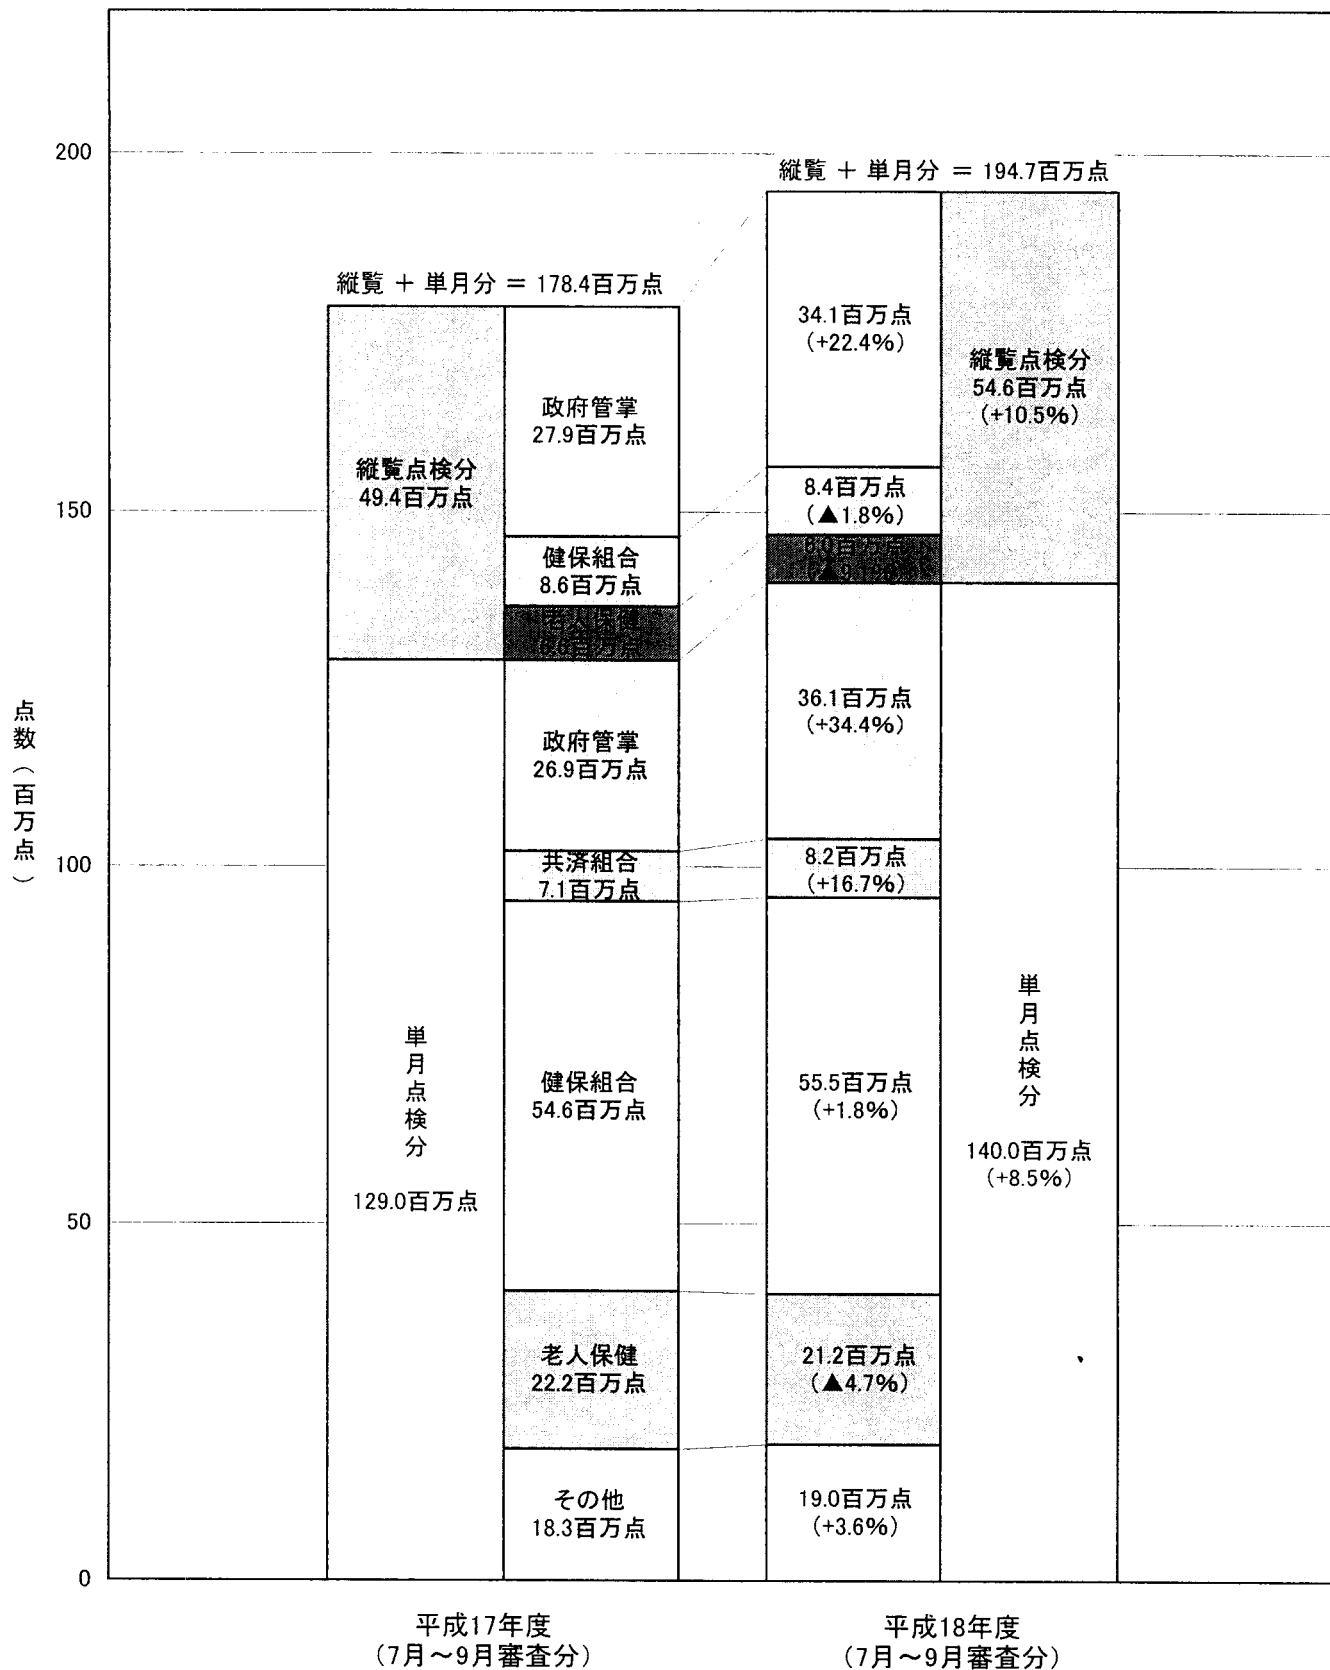 点数（百万点）
200
150
100
50
0
縦覧 ＋ 単月分 ＝ 178.4百万点
縦覧点検分
49.4百万点
単月点検分
129.0百万点
政府管掌
27.9百万点
健保組合
8.6百万点
老人保健
百万点
政府管掌
26.9百万点
共済組合
7.1百万点
健保組合
54.6百万点
老人保健
22.2百万点
その他
18.3百万点
縦覧 ＋ 単月分 ＝ 194.7百万点
34.1百万点
(+22.4%)
8.4百万点
(▲1.8%)
百万点
36.1百万点
(+34.4%)
8.2百万点
(+16.7%)
55.5百万点
(+1.8%)
21.2百万点
(▲4.7%)
19.0百万点
(+3.6%)
縦覧点検分
54.6百万点
(+10.5%)
単月点検分
140.0百万点
(+8.5%)
平成17年度
(7月～9月審査分)
平成18年度
(7月～9月審査分)